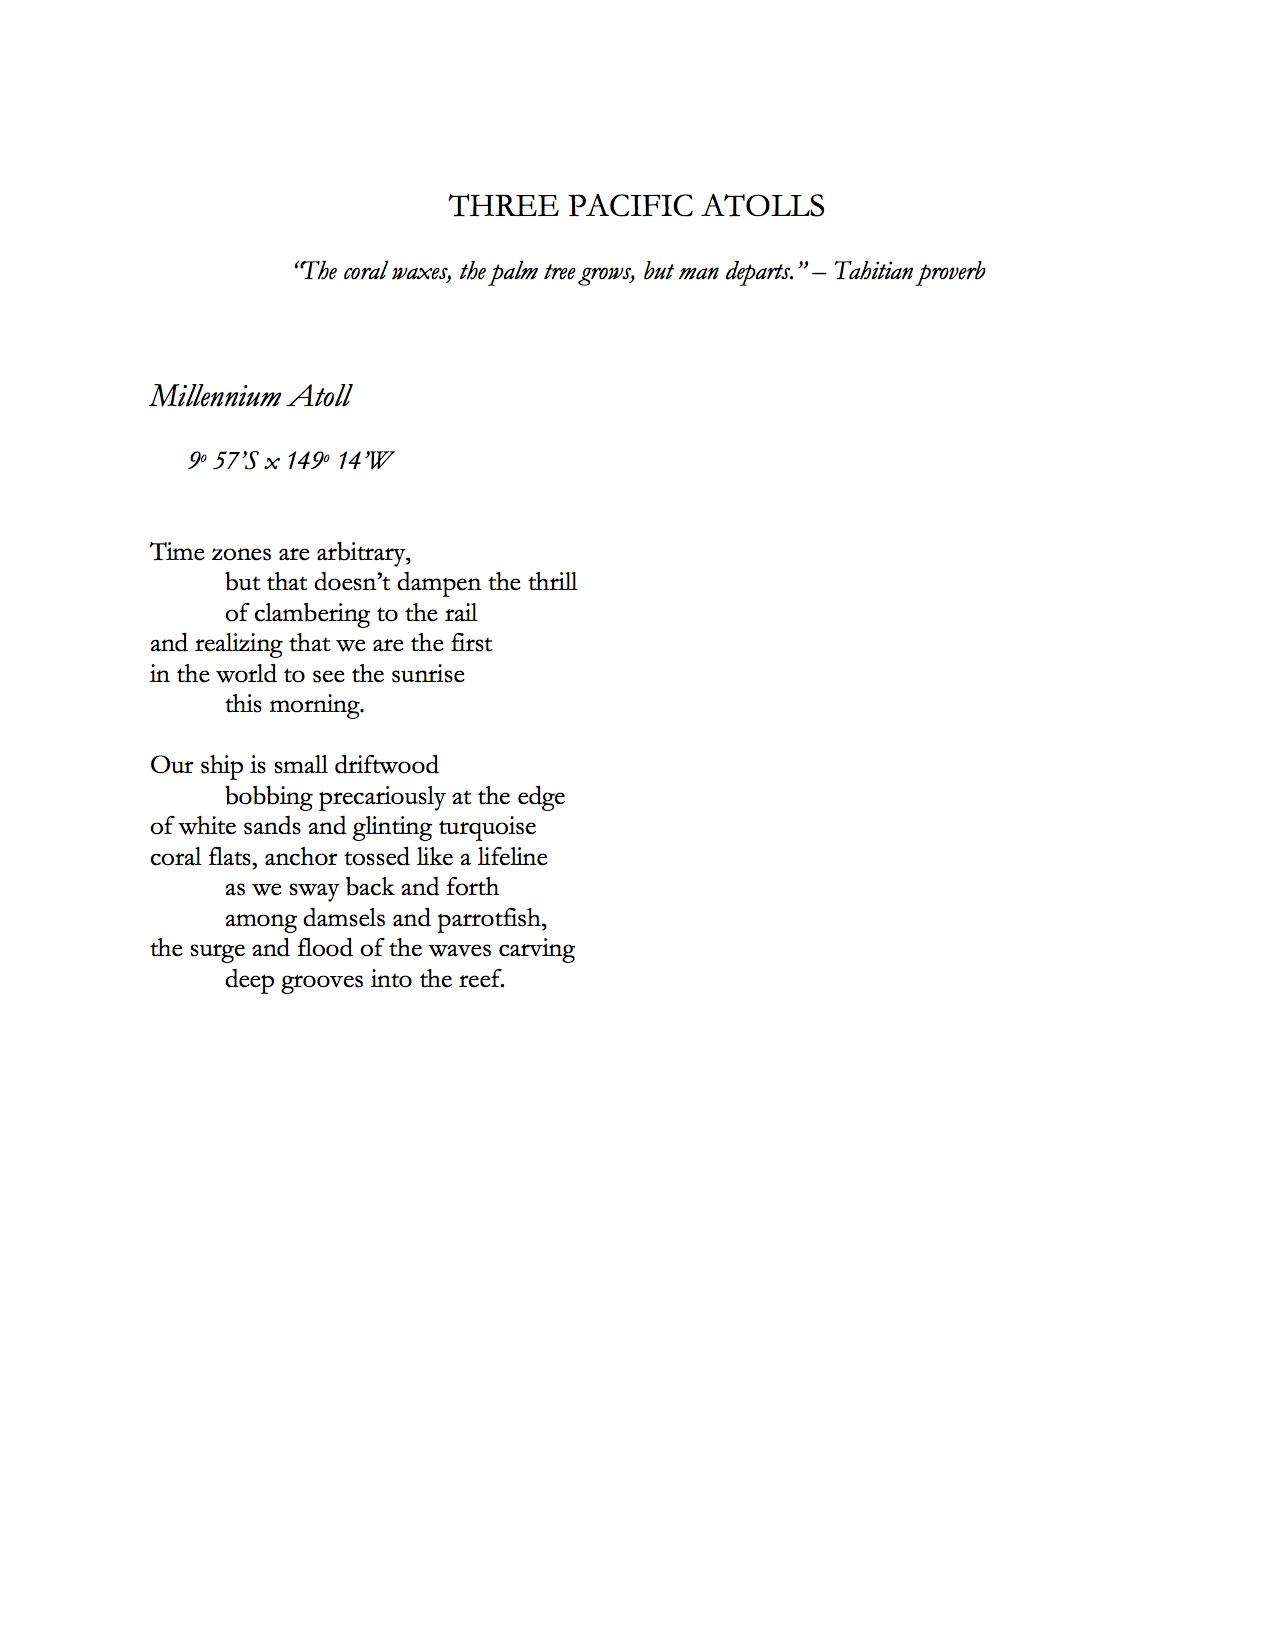 THREE PACIFIC ATOLLS
“The coral waxes, the palm tree grows, but man departs.” – Tahitian proverb
Millennium Atoll
9º 57’S x 149º 14’W
Time zones are arbitrary,
but that doesn’t dampen the thrill
of clambering to the rail
and realizing that we are the first
in the world to see the sunrise
this morning.
Our ship is small driftwood
bobbing precariously at the edge
of white sands and glinting turquoise
coral flats, anchor tossed like a lifeline
as we sway back and forth
among damsels and parrotfish,
the surge and flood of the waves carving
deep grooves into the reef.